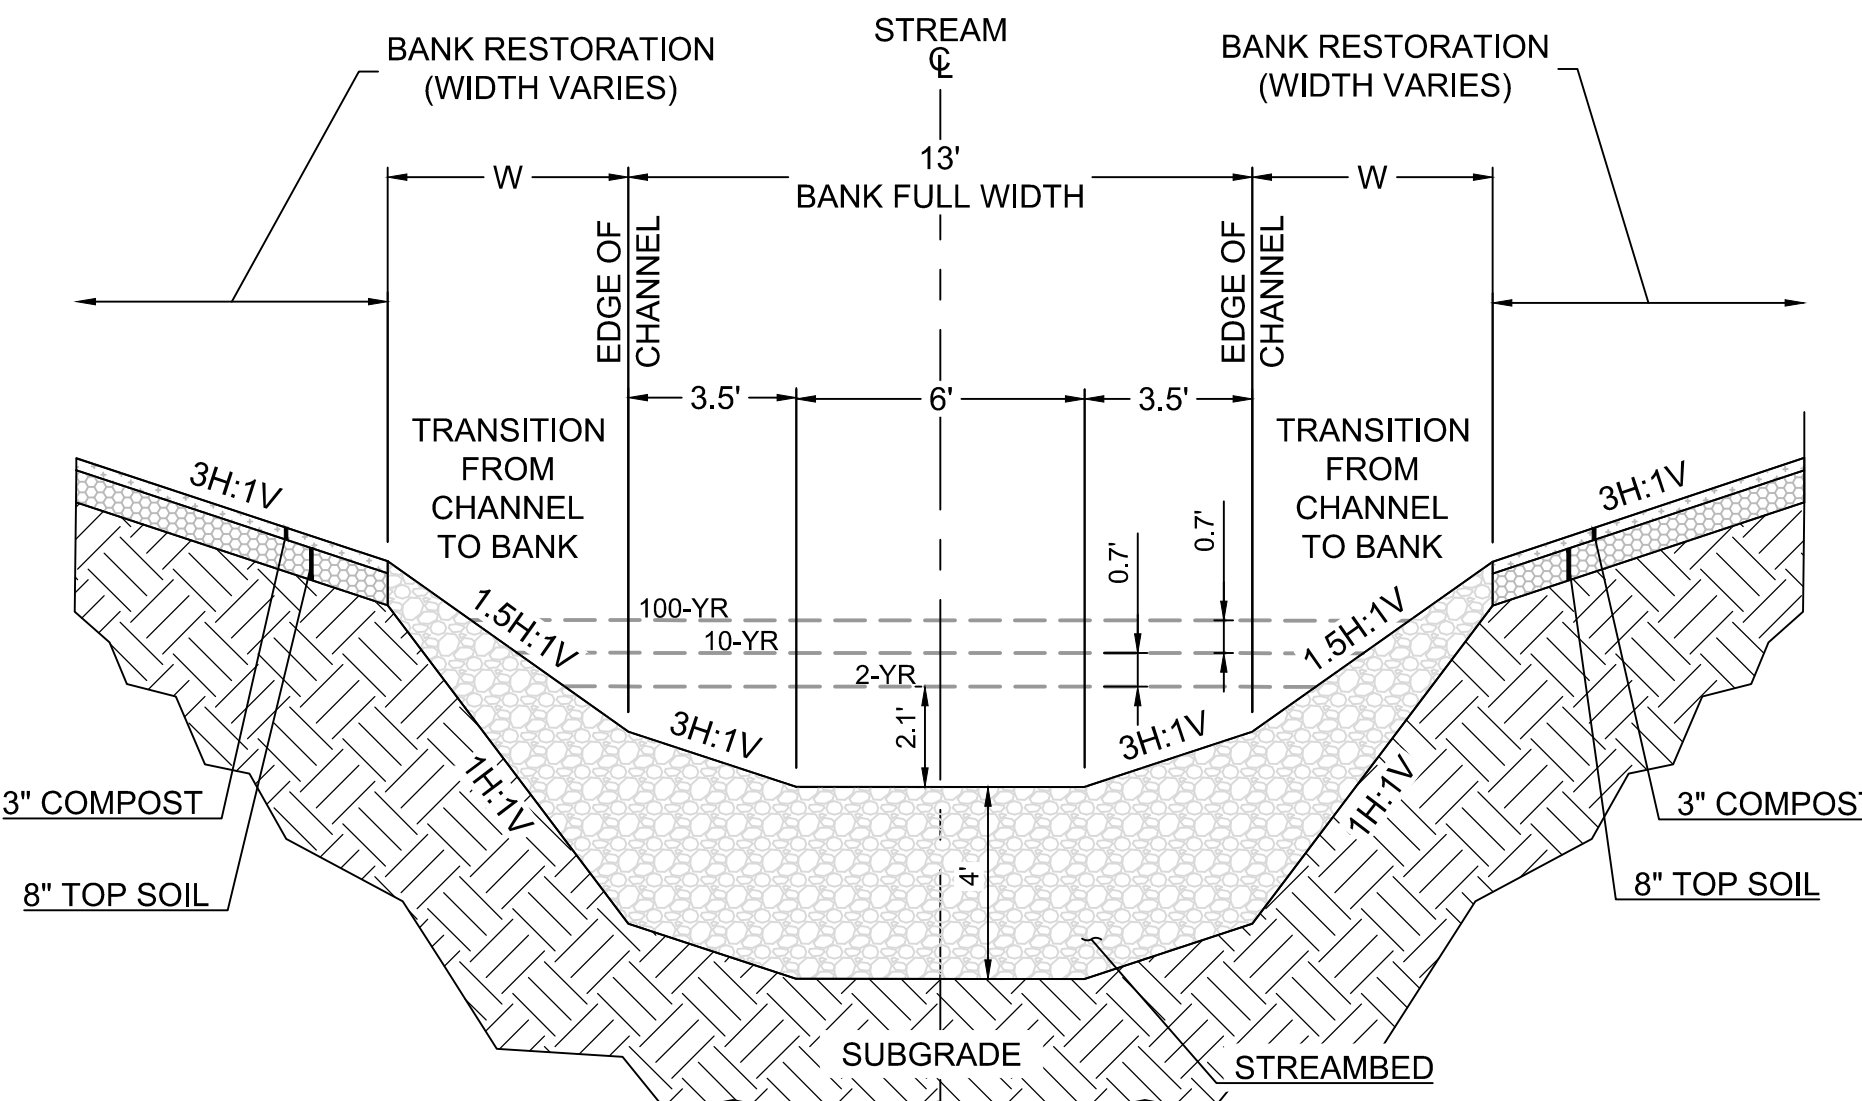 STREAM
℄
BANK RESTORATION
(WIDTH VARIES)
BANK RESTORATION
(WIDTH VARIES)
W
13'
BANK FULL WIDTH
W
EDGE OF
CHANNEL
EDGE OF
CHANNEL
3.5'
6'
3.5'
TRANSITION
FROM
CHANNEL
TO BANK
TRANSITION
FROM
CHANNEL
TO BANK
3H:1V
3H:1V
0.7'
0.7'
1.5H:1V
100-YR
10-YR
2-YR
1.5H:1V
3H:1V
2.1'
3H:1V
1H:1V
1H:1V
3" COMPOST
3" COMPOST
4'
8" TOP SOIL
8" TOP SOIL
SUBGRADE
STREAMBED